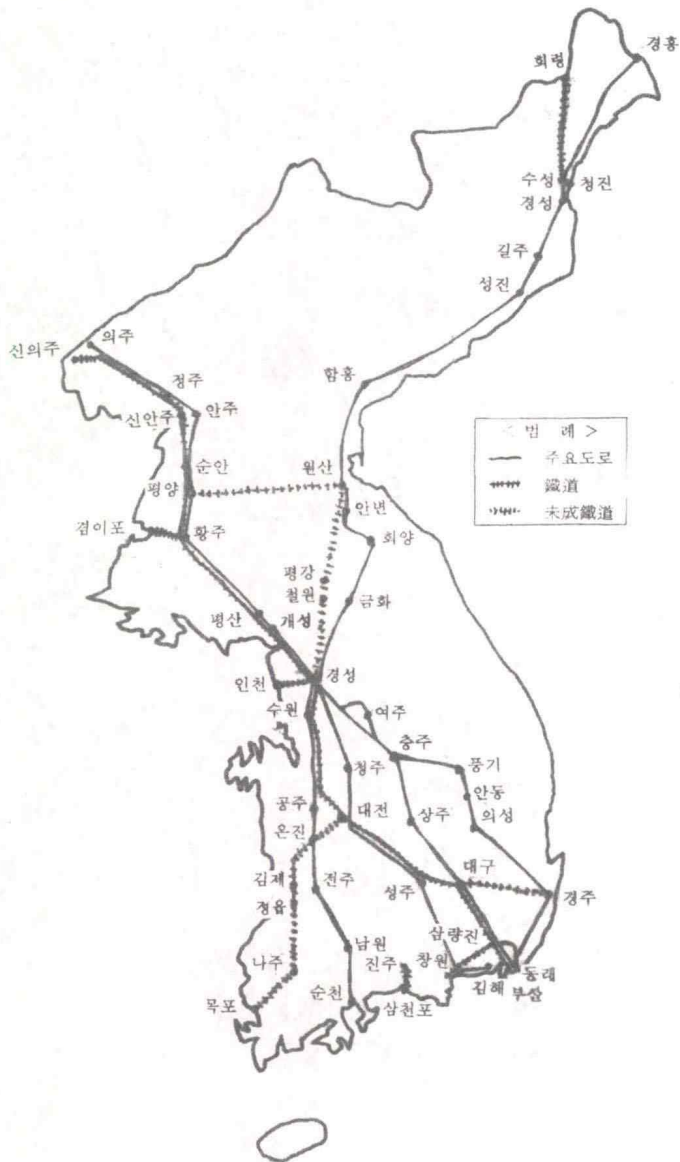 경흥
회령
수성
청진
경성
길주
성진
의주
신의주
정주
함흥
신안주
안주
< 범 례 >
주요도로
鐵道
未成鐵道
순안
원산
평양
안변
겸이포
황주
회양
평강
철원
금화
평산
개성
경성
인천
수원
여주
충주
청주
풍기
안동
공주
대전
상주
의성
온진
대구
김제
전주
성주
경주
정읍
삼량진
남원
나주
진주
창원
동래
김해
부산
목포
순천
삼천포